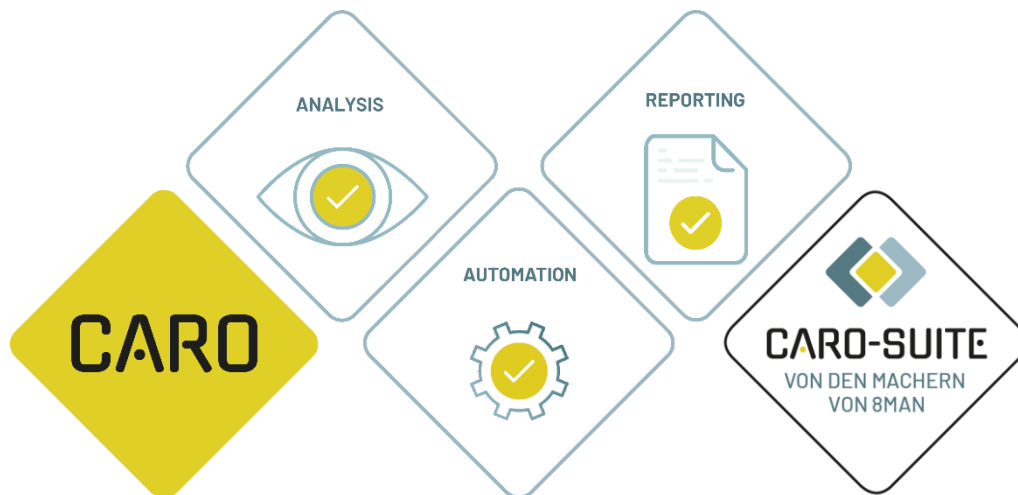 ANALYSIS
REPORTING
AUTOMATION
CARO
CARO-SUITE
VON DEN MACHERN
VON 8MAN